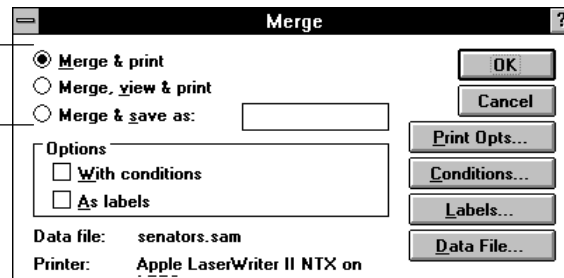 Merge
?
Merge & print
OK
Merge, view & print
Cancel
Merge & save as:
Print Opts...
Options
With conditions
Conditions...
As labels
Labels...
Data file: senators.sam
Data File...
Printer: Apple LaserWriter II NTX on